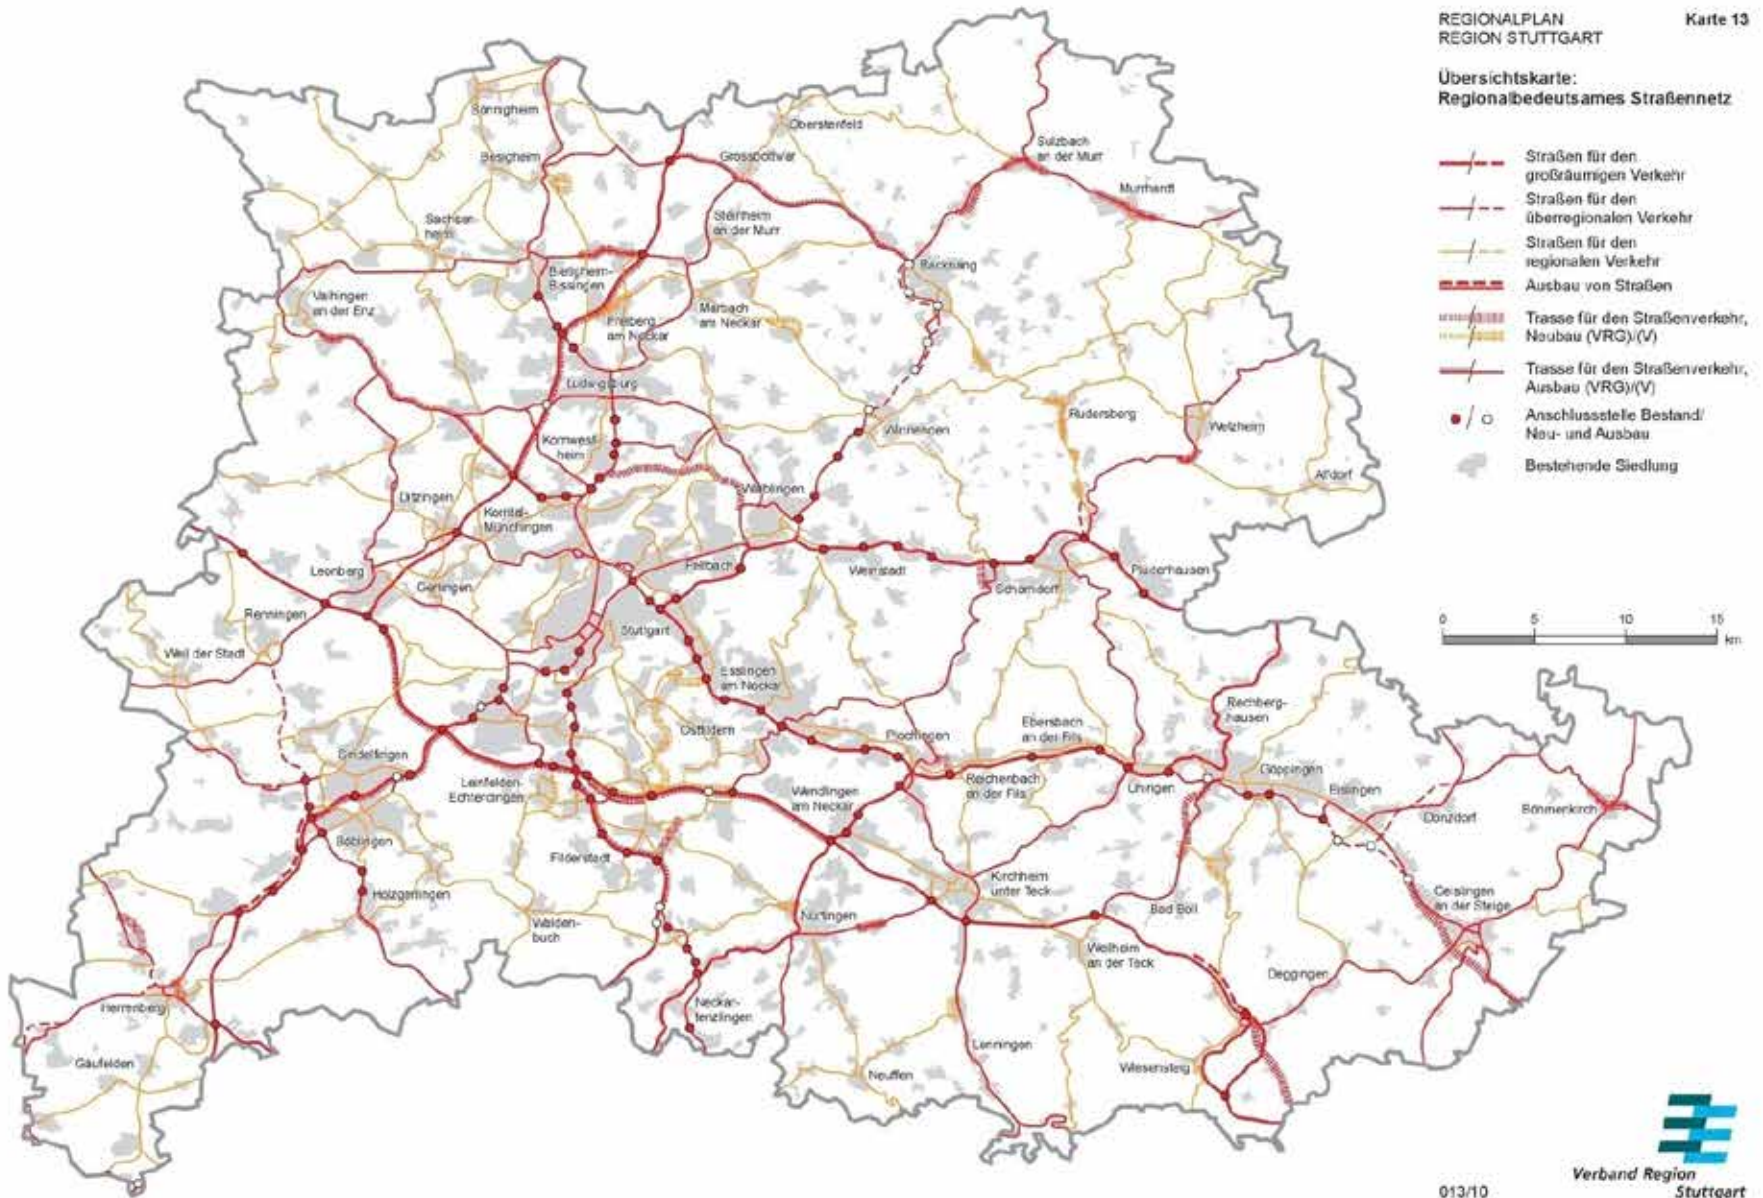 REGIONALPLAN
REGION STUTTGART
Karte 13
Übersichtskarte:
Regionalbedeutsames Straßennetz
Straßen für den
großräumigen Verkehr
Straßen für den
überregionalen Verkehr
Straßen für den
regionalen Verkehr
Ausbau von Straßen
Trasse für den Straßenverkehr,
Neubau (VRG)/(V)
Trasse für den Straßenverkehr,
Ausbau (VRG)/(V)
Anschlussstelle Bestand/
Neu- und Ausbau
Bestehende Siedlung
0 5 10 15
km
Bönnigheim
Oberstenfeld
Besigheim
Grossbottwar
Sulzbach
an der Murr
Murrhardt
Sachsen-
heim
Steinheim
an der Murr
Backnang
Bietigheim-
Bissingen
Vaihingen
an der Enz
Freiberg
am Neckar
Marbach
am Neckar
Ludwigsburg
Rudersberg
Welzheim
Winnenden
Kornwest-
heim
Alfdorf
Ditzingen
Waiblingen
Korntal-
Münchingen
Leonberg
Fellbach
Weinstadt
Plüderhausen
Gerlingen
Schorndorf
Renningen
Stuttgart
Weil der Stadt
Esslingen
am Neckar
Rechberg-
hausen
Ostfildern
Plochingen
Ebersbach
an der Fils
Sindelfingen
Leinfelden-
Echterdingen
Wendlingen
am Neckar
Reichenbach
an der Fils
Uhingen
Göppingen
Eislingen
Donzdorf
Böhmenkirch
Böblingen
Filderstadt
Kirchheim
unter Teck
Holzgerlingen
Nürtingen
Bad Boll
Geislingen
an der Steige
Walden-
buch
Weilheim
an der Teck
Deggingen
Herrenberg
Neckar-
tenzlingen
Lenningen
Gäufelden
Neuffen
Wiesensteig
Verband Region
Stuttgart
013/10